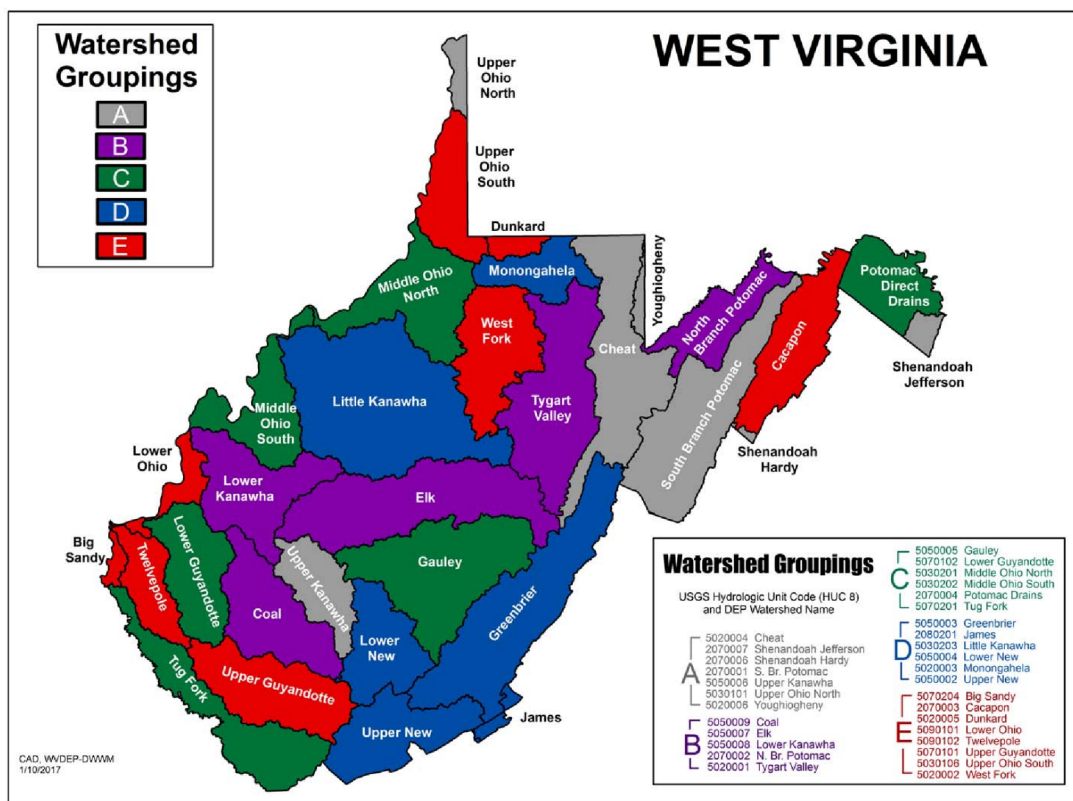 WEST VIRGINIA
Watershed
Groupings
A
B
C
D
E
Upper
Ohio
North
Upper
Ohio
South
Dunkard
Monongahela
Middle Ohio
North
West
Fork
Youghiogheny
Cheat
North
Branch Potomac
Potomac
Direct
Drains
Cacapon
Shenandoah
Jefferson
South Branch Potomac
Shenandoah
Hardy
Tygart
Valley
Little Kanawha
Middle
Ohio
South
Lower
Ohio
Lower
Kanawha
Elk
Big
Sandy
Twelvepole
Lower Guyandotte
Coal
Upper Kanawha
Gauley
Greenbrier
Lower
New
Tug Fork
Upper Guyandotte
Upper New
James
CAD, WVDEP-DWWM
1/10/2017
Watershed Groupings
USGS Hydrologic Unit Code (HUC 8)
and DEP Watershed Name
A
5020004 Cheat
2070007 Shenandoah Jefferson
2070006 Shenandoah Hardy
2070001 S. Br. Potomac
5050006 Upper Kanawha
5030101 Upper Ohio North
5020006 Youghiogheny
B
5050009 Coal
5050007 Elk
5050008 Lower Kanawha
2070002 N. Br. Potomac
5020001 Tygart Valley
C
5050005 Gauley
5070102 Lower Guyandotte
5030201 Middle Ohio North
5030202 Middle Ohio South
2070004 Potomac Drains
5070201 Tug Fork
D
5050003 Greenbrier
2080201 James
5030203 Little Kanawha
5050004 Lower New
5020003 Monongahela
5050002 Upper New
E
5070204 Big Sandy
2070003 Cacapon
5020005 Dunkard
5090101 Lower Ohio
5090102 Twelvepole
5070101 Upper Guyandotte
5030106 Upper Ohio South
5020002 West Fork